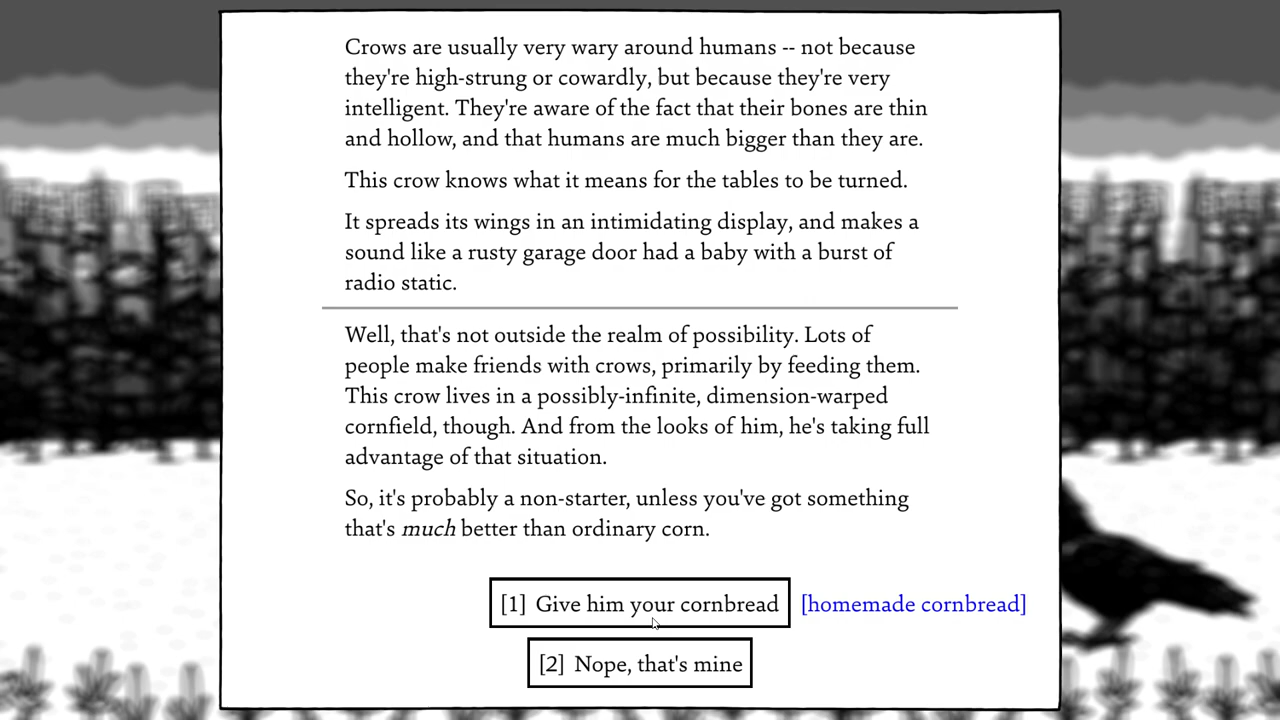 Crows are usually very wary around humans -- not because
they're high-strung or cowardly, but because they're very
intelligent. They're aware of the fact that their bones are thin
and hollow, and that humans are much bigger than they are.
This crow knows what it means for the tables to be turned.
It spreads its wings in an intimidating display, and makes a
sound like a rusty garage door had a baby with a burst of
radio static.
Well, that's not outside the realm of possibility. Lots of
people make friends with crows, primarily by feeding them.
This crow lives in a possibly-infinite, dimension-warped
cornfield, though. And from the looks of him, he's taking full
advantage of that situation.
So, it's probably a non-starter, unless you've got something
that's much better than ordinary corn.
[1] Give him your cornbread [homemade cornbread]
[2] Nope, that's mine